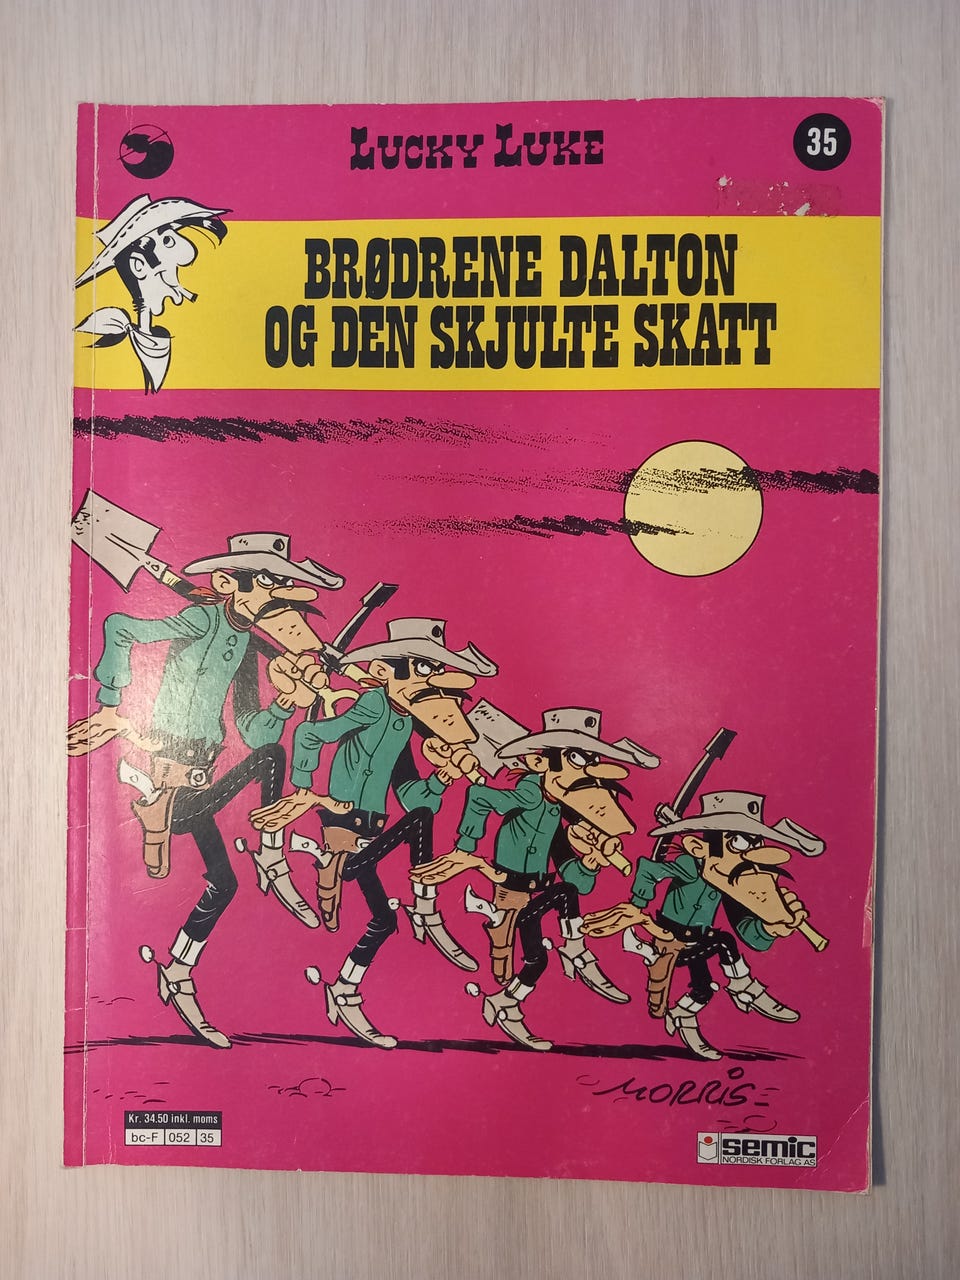 LUCKY LUKE
35
BRØDRENE DALTON
OG DEN SKJULTE SKATT
MORRIS
Kr. 34.50 inkl. moms
bc-F 052 35
semic
NORDISK FORLAG AS